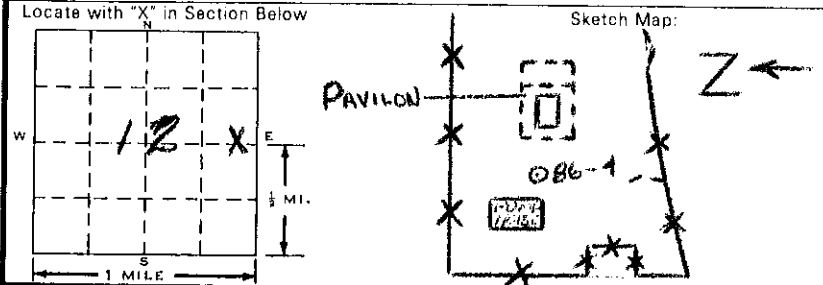 Locate with "X" in Section Below
N
W
12
X
E
½ MI.
S
1 MILE
Sketch Map:
PAVILON
N
086-1